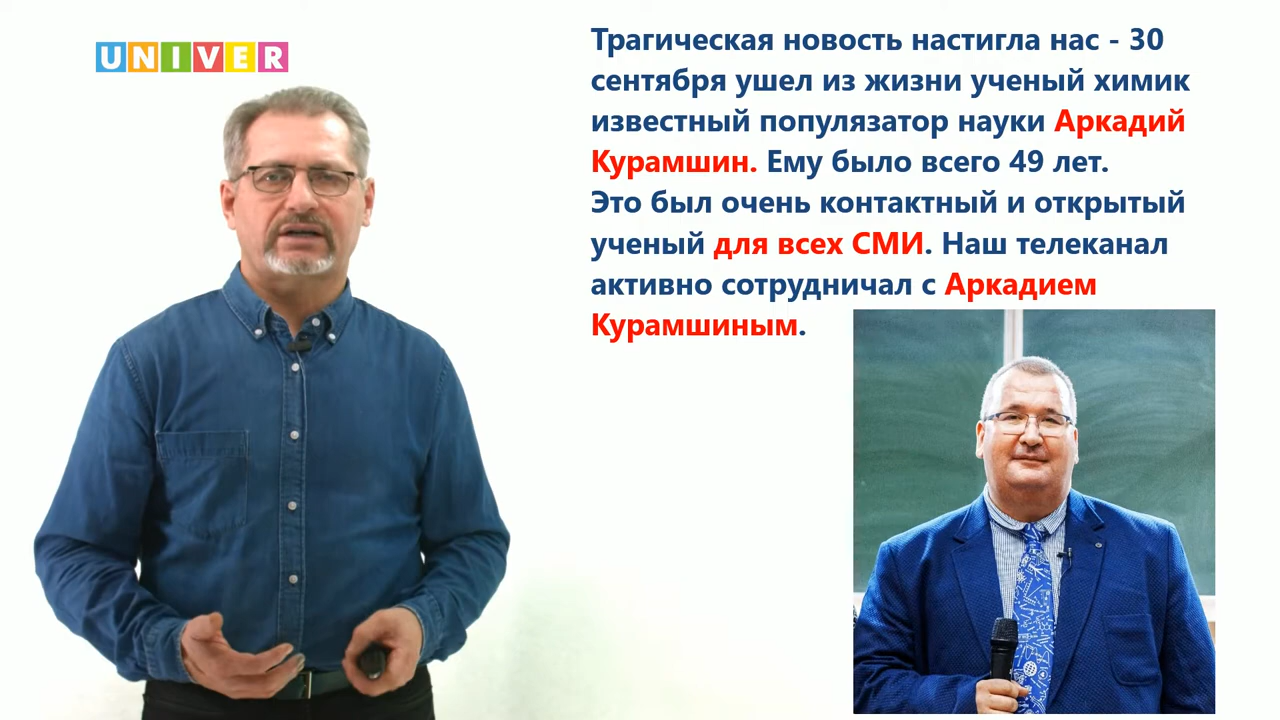 UNIVER
Трагическая новость настигла нас - 30
сентября ушел из жизни ученый химик
известный популязатор науки Аркадий
Курамшин. Ему было всего 49 лет.
Это был очень контактный и открытый
ученый для всех СМИ. Наш телеканал
активно сотрудничал с Аркадием
Курамшиным.